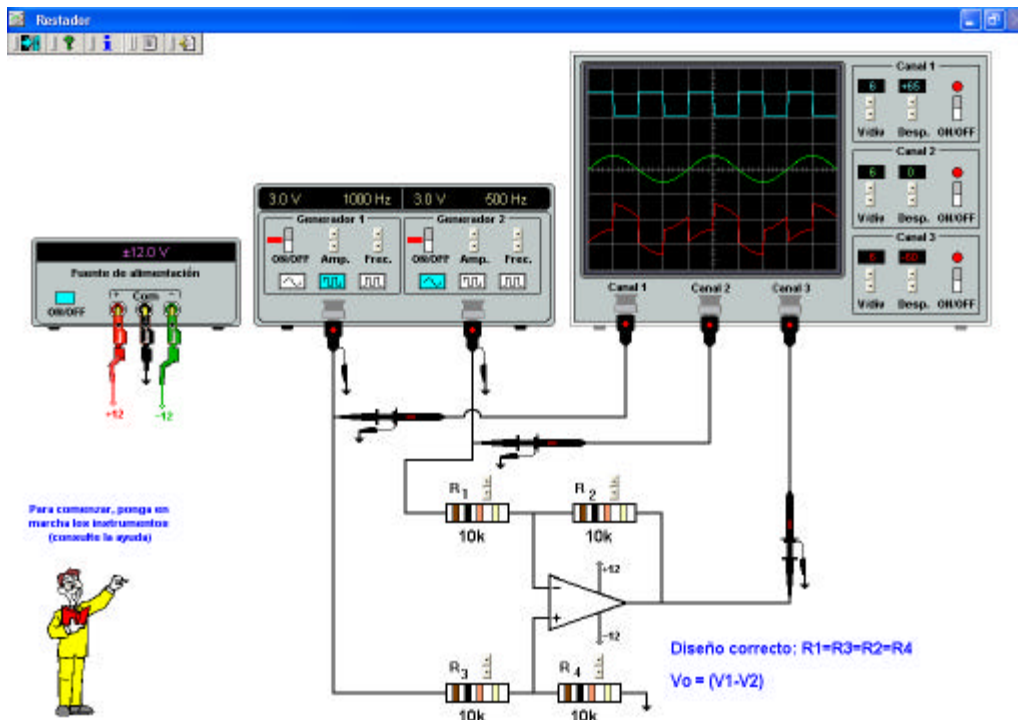 Restador
Canal 1
6 +65
V/div Desp. ON/OFF
Canal 2
6 0
V/div Desp. ON/OFF
Canal 3
6 -60
V/div Desp. ON/OFF
Canal 1 Canal 2 Canal 3
3.0 V 1000 Hz 3.0 V 500 Hz
Generador 1 Generador 2
ON/OFF Amp. Frec. ON/OFF Amp. Frec.
±12.0 V
Fuente de alimentación
+ Com -
ON/OFF
+12 -12
R1 R2
10k 10k
+12
-
+
-12
R3 R4
10k 10k
Para comenzar, ponga en
marcha los instrumentos
(consulte la ayuda)
Diseño correcto: R1=R3=R2=R4
Vo = (V1-V2)